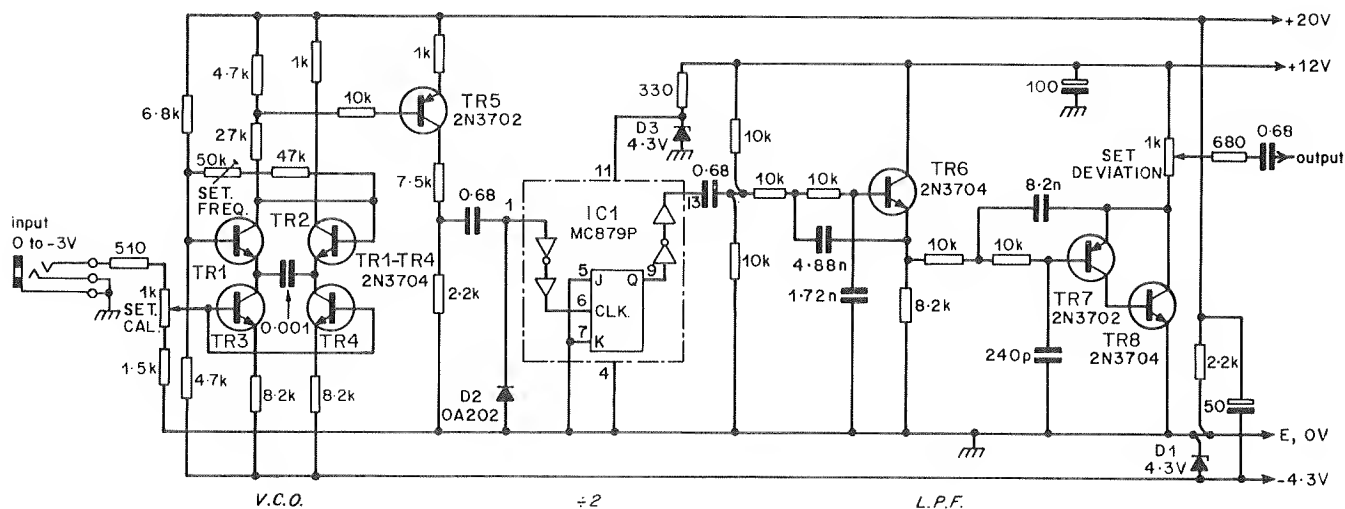 +20V
1k
1k
4·7k
+12V
330
100
6·8k
10k
TR5
2N3702
D3
4·3V
27k
10k
1k
680
0·68
output
50k
47k
SET.
FREQ.
11
SET
DEVIATION
TR6
2N3704
7·5k
0·68
1
0·68
13
10k
10k
8·2n
IC1
MC879P
input
0 to -3V
510
TR2
TR1
TR1-TR4
2N3704
5
J
Q
9
6
CLK.
7
K
4·88n
10k
1·72n
10k
10k
1k
SET.
CAL.
TR3
0·001
TR4
2·2k
8·2k
TR7
2N3702
TR8
2N3704
240p
2·2k
50
1·5k
4·7k
8·2k
8·2k
D2
OA202
4
E, 0V
D1
4·3V
-4·3V
V.C.O.
÷2
L.P.F.